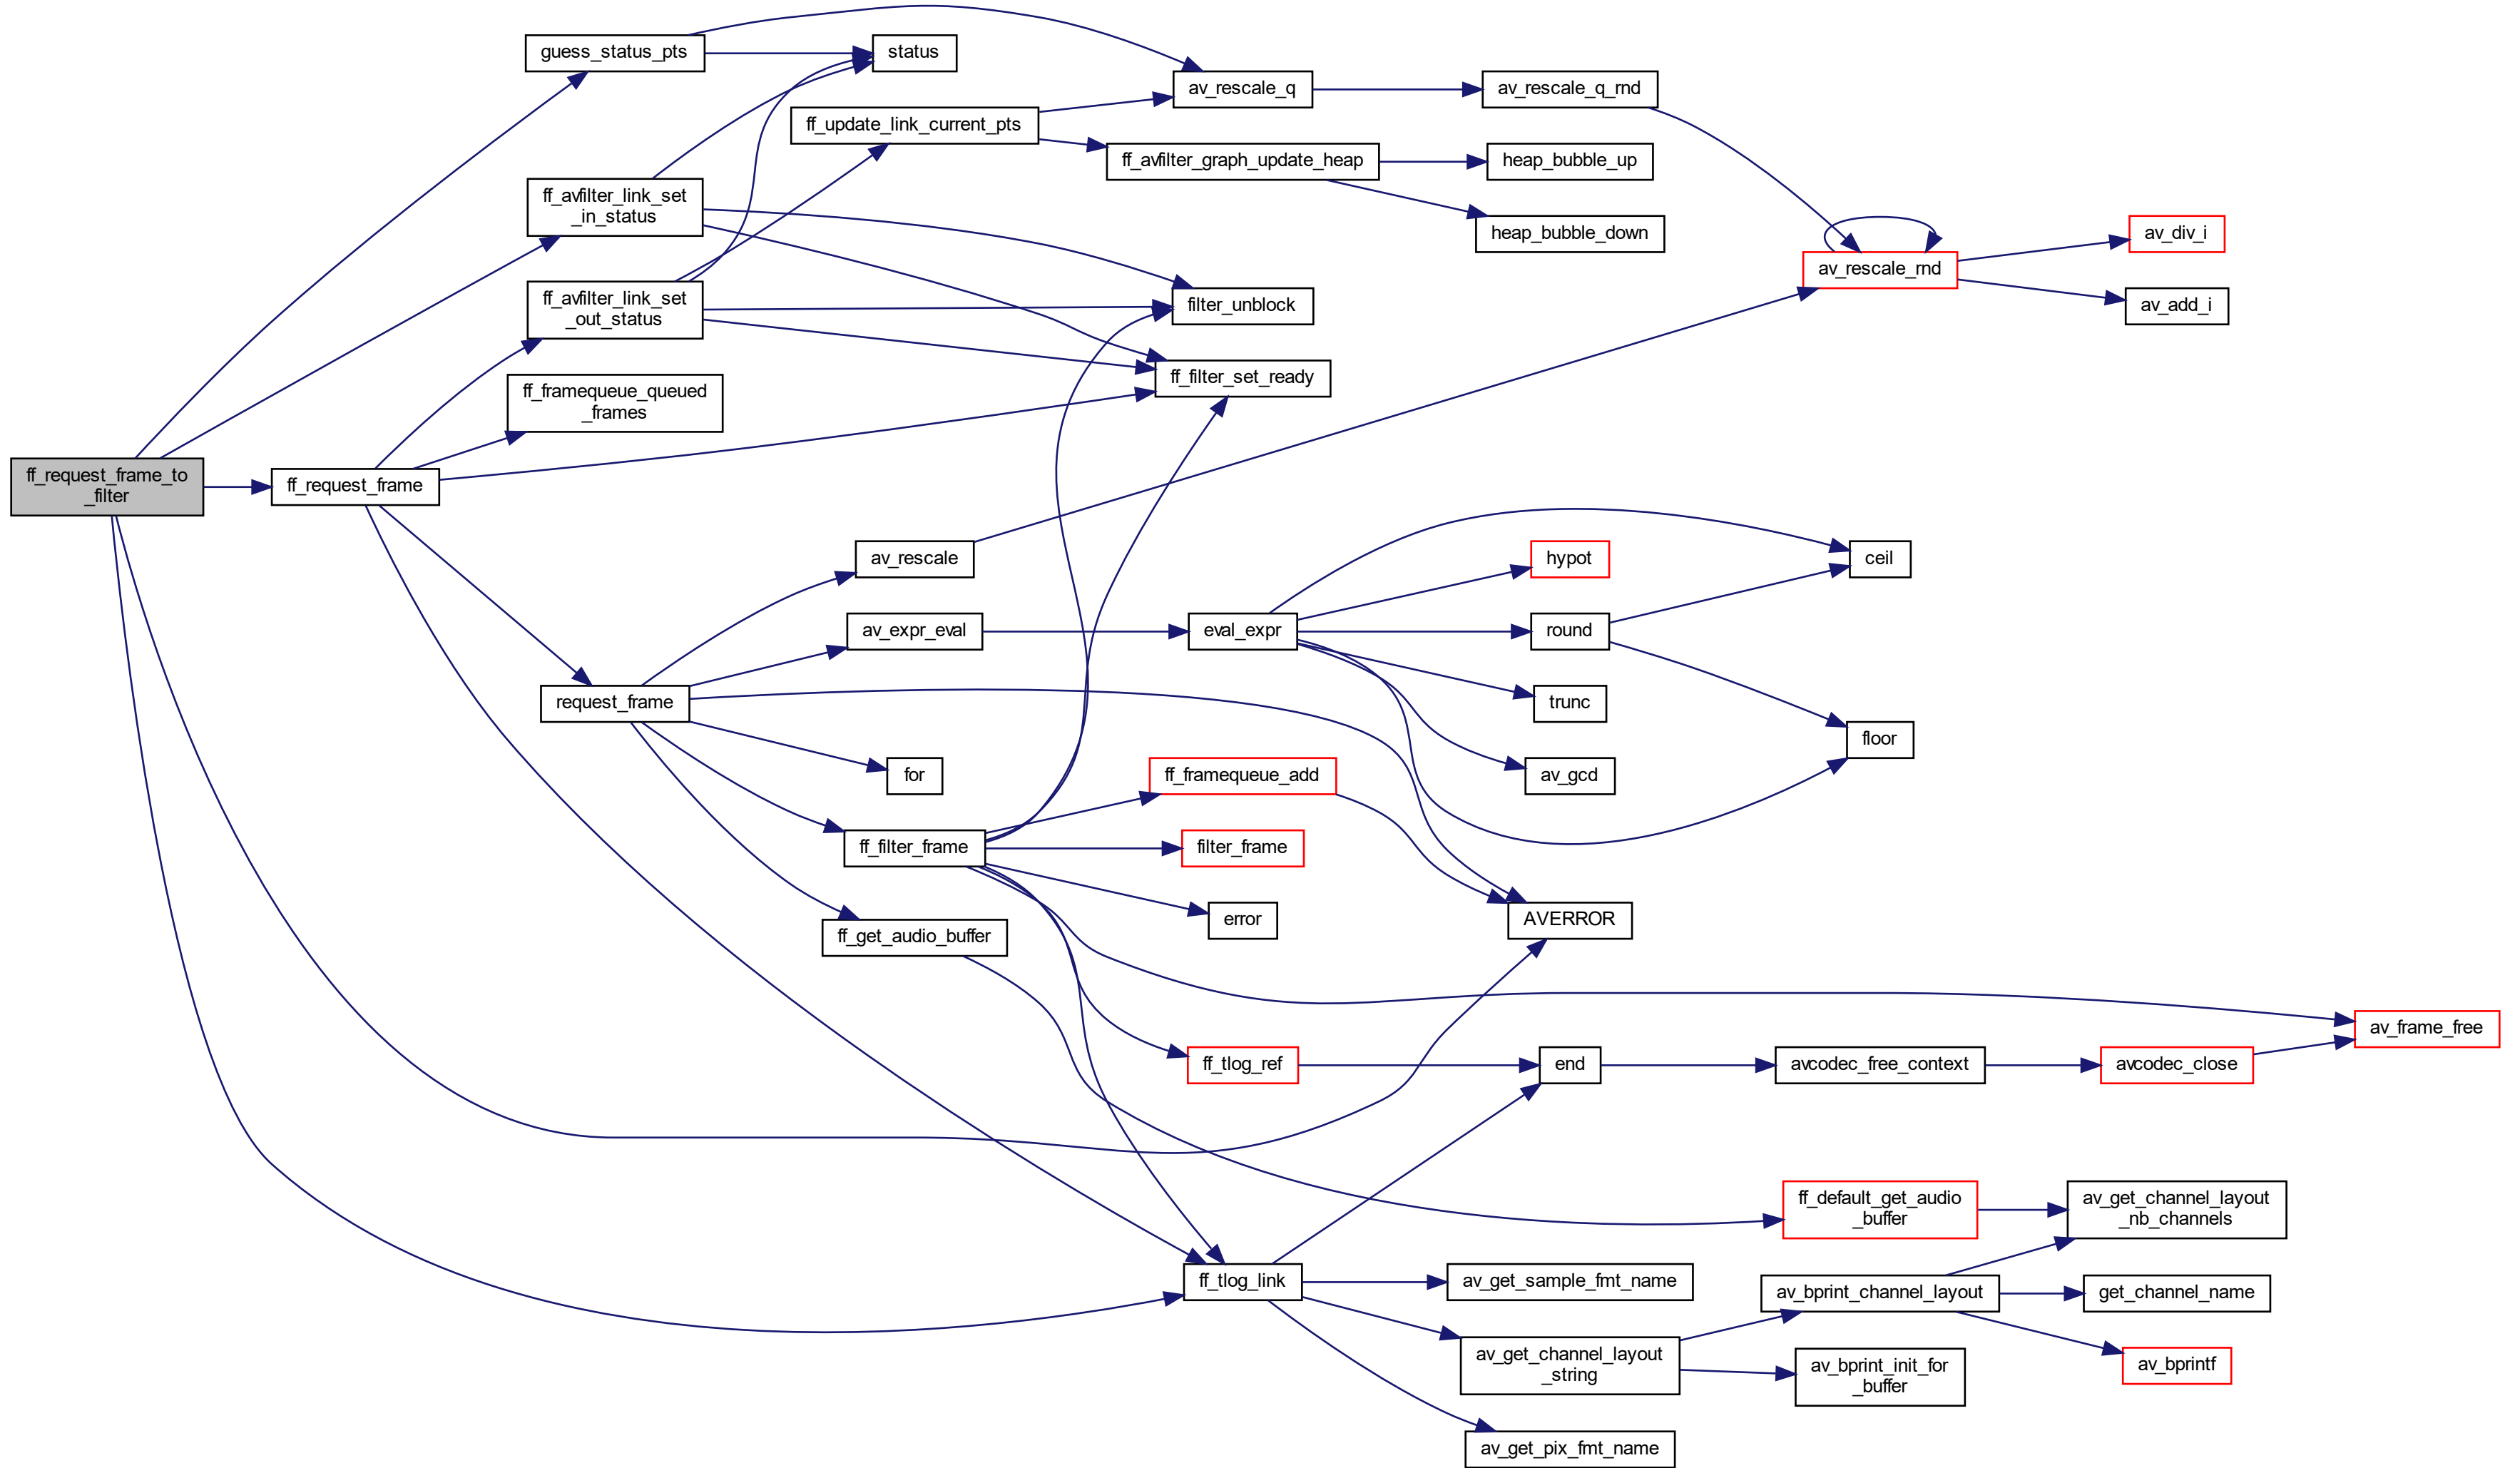 guess_status_pts
status
av_rescale_q
av_rescale_q_rnd
ff_update_link_current_pts
ff_avfilter_graph_update_heap
heap_bubble_up
heap_bubble_down
ff_avfilter_link_set
_in_status
av_rescale_rnd
av_div_i
av_add_i
ff_avfilter_link_set
_out_status
filter_unblock
ff_filter_set_ready
ff_framequeue_queued
_frames
ff_request_frame_to
_filter
ff_request_frame
av_rescale
hypot
ceil
av_expr_eval
eval_expr
round
request_frame
trunc
floor
for
av_gcd
ff_framequeue_add
ff_filter_frame
filter_frame
error
AVERROR
ff_get_audio_buffer
av_frame_free
ff_tlog_ref
end
avcodec_free_context
avcodec_close
ff_default_get_audio
_buffer
av_get_channel_layout
_nb_channels
ff_tlog_link
av_get_sample_fmt_name
av_bprint_channel_layout
get_channel_name
av_get_channel_layout
_string
av_bprint_init_for
_buffer
av_bprintf
av_get_pix_fmt_name